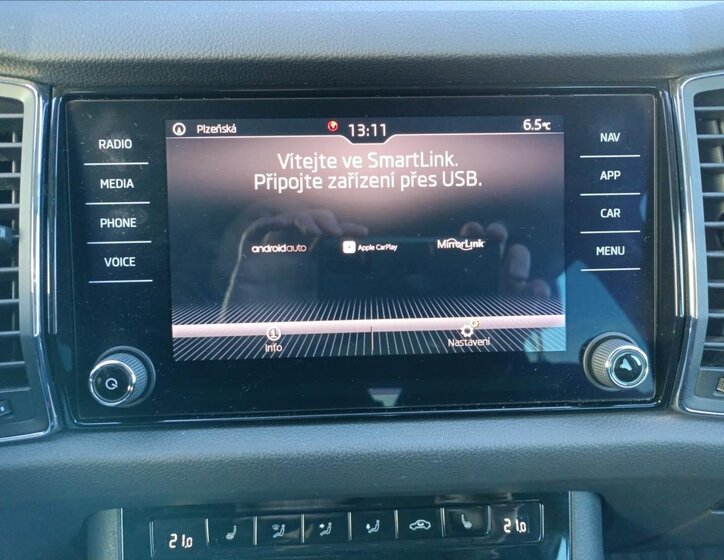 Plzeňská 13:11 6.5°C
RADIO
MEDIA
PHONE
VOICE
Vítejte ve SmartLink.
Připojte zařízení přes USB.
androidauto Apple CarPlay MirrorLink
Info Nastavení
NAV
APP
CAR
MENU
21.0 21.0